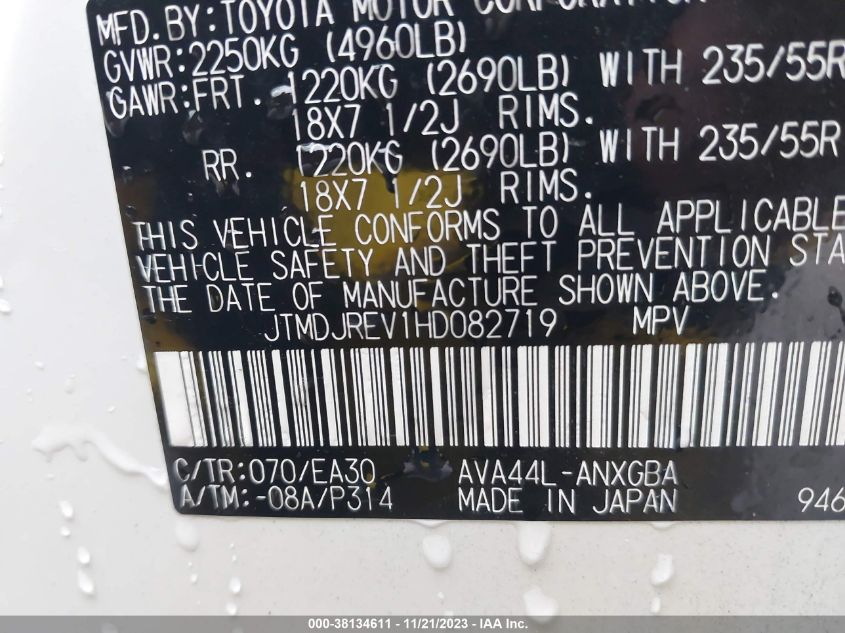 MFD. BY: TOYOTA MOTOR CORPORATION
GVWR: 2250KG (4960LB)
GAWR: FRT. 1220KG (2690LB) WITH 235/55R
18X7 1/2J RIMS.
RR. 1220KG (2690LB) WITH 235/55R
18X7 1/2J RIMS.
THIS VEHICLE CONFORMS TO ALL APPLICABLE
VEHICLE SAFETY AND THEFT PREVENTION STA
THE DATE OF MANUFACTURE SHOWN ABOVE.
JTMDJREV1HD082719 MPV
C/TR: 070/EA30 AVA44L-ANXGBA
A/TM: -08A/P314 MADE IN JAPAN 946
000-38134611 - 11/21/2023 - IAA Inc.